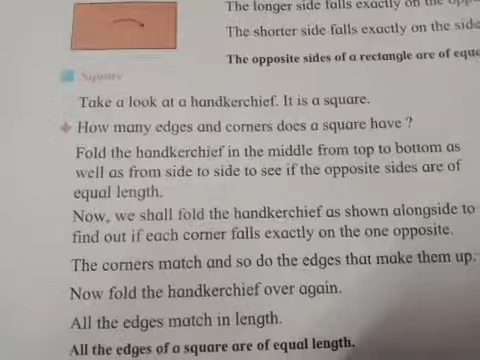 The longer side falls exactly on the
The shorter side falls exactly on the side
The opposite sides of a rectangle are of
Square
Take a look at a handkerchief. It is a square.
How many edges and corners does a square have ?
Fold the handkerchief in the middle from top to bottom as
well as from side to side to see if the opposite sides are of
equal length.
Now, we shall fold the handkerchief as shown alongside to
find out if each corner falls exactly on the one opposite.
The corners match and so do the edges that make them up.
Now fold the handkerchief over again.
All the edges match in length.
All the edges of a square are of equal length.